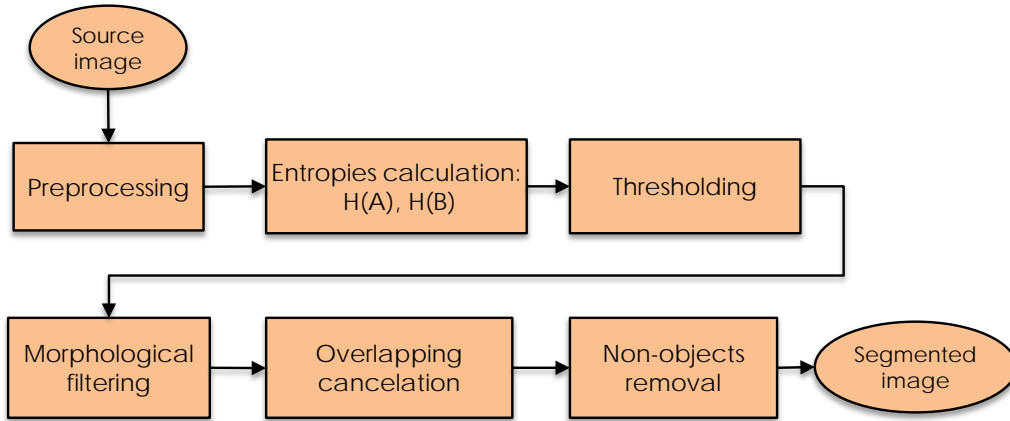 Source
image
Preprocessing
Entropies calculation:
H(A), H(B)
Thresholding
Morphological
filtering
Overlapping
cancelation
Non-objects
removal
Segmented
image